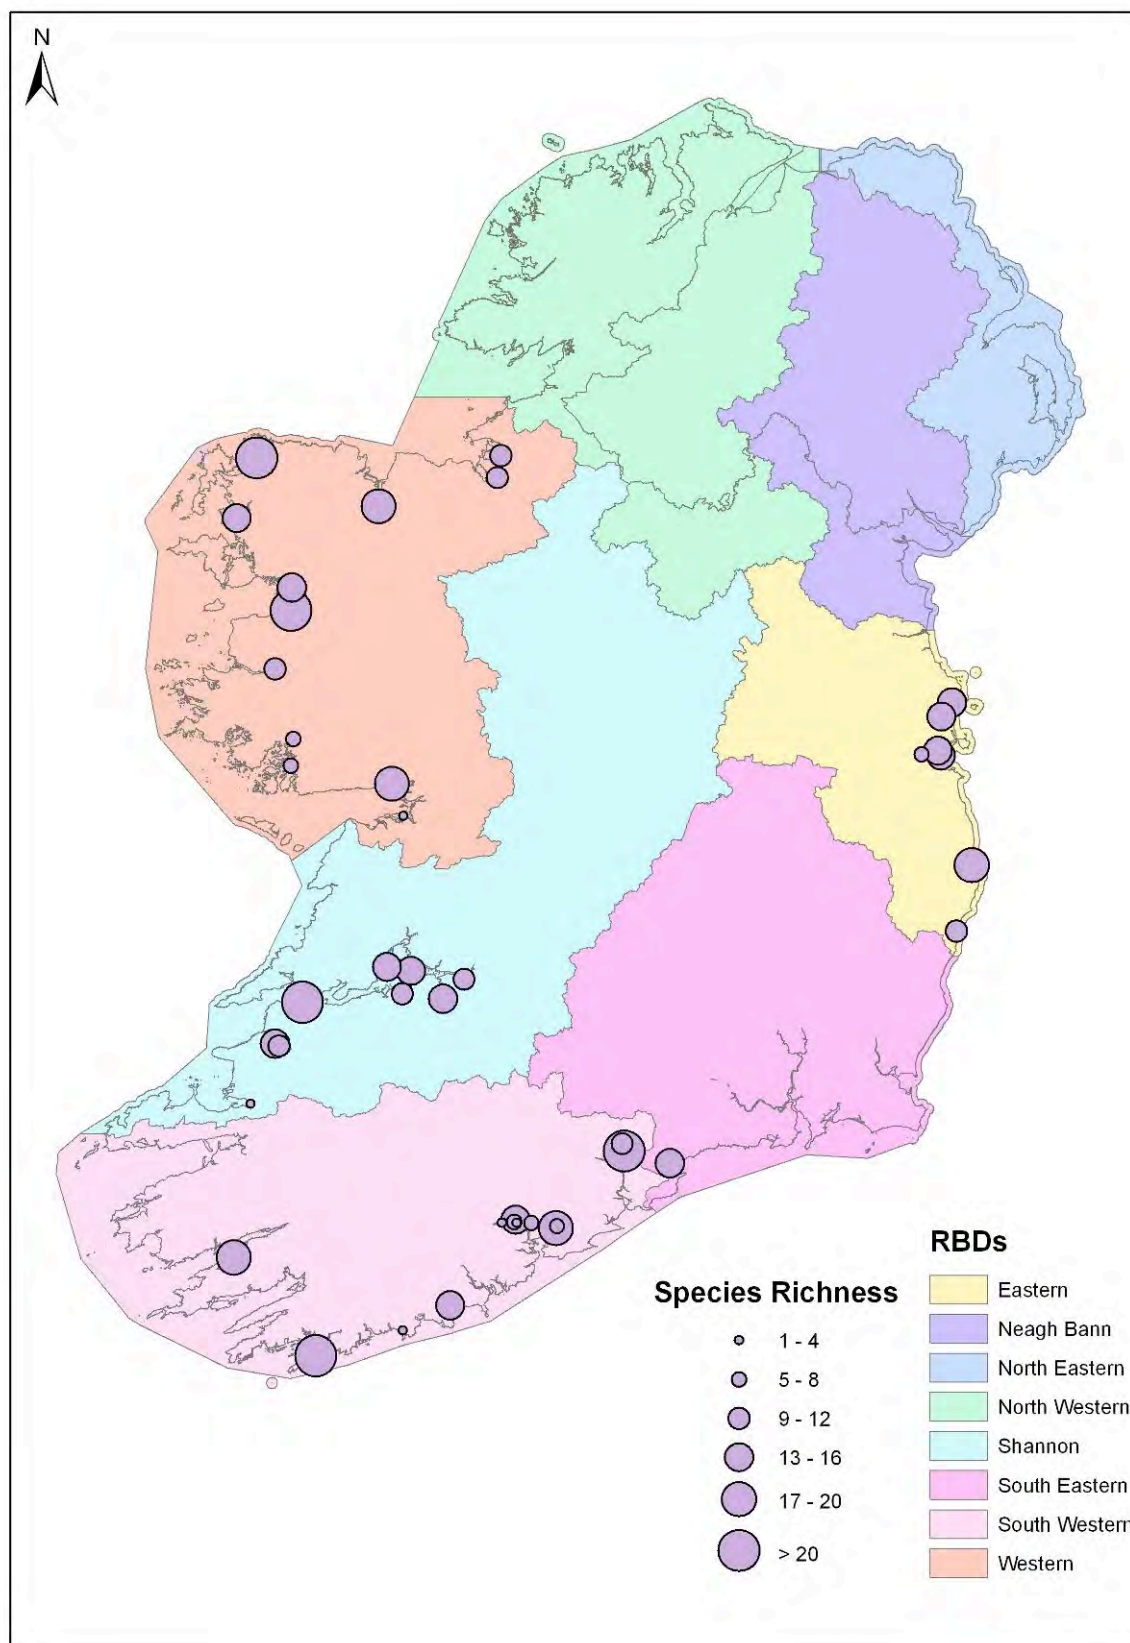 N
RBDs
Species Richness
Eastern
Neagh Bann
North Eastern
North Western
Shannon
South Eastern
South Western
Western
1 - 4
5 - 8
9 - 12
13 - 16
17 - 20
> 20